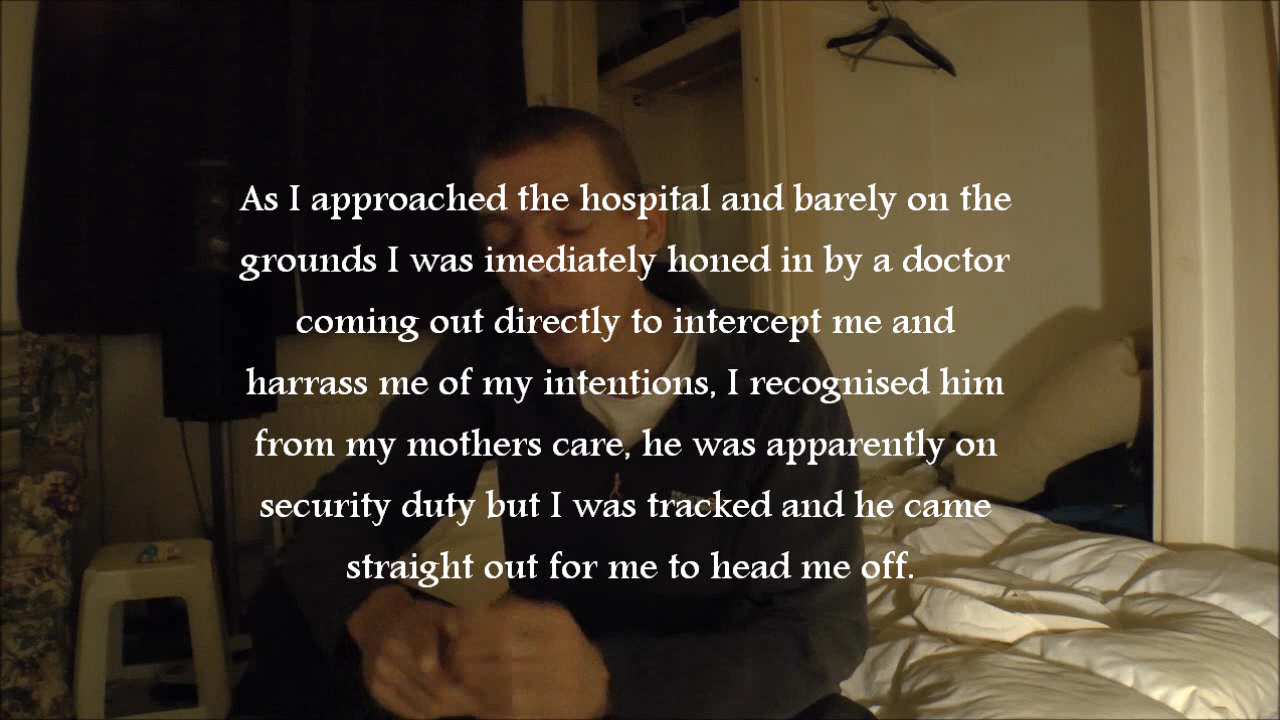 As I approached the hospital and barely on the
grounds I was imediately honed in by a doctor
coming out directly to intercept me and
harrass me of my intentions, I recognised him
from my mothers care, he was apparently on
security duty but I was tracked and he came
straight out for me to head me off.